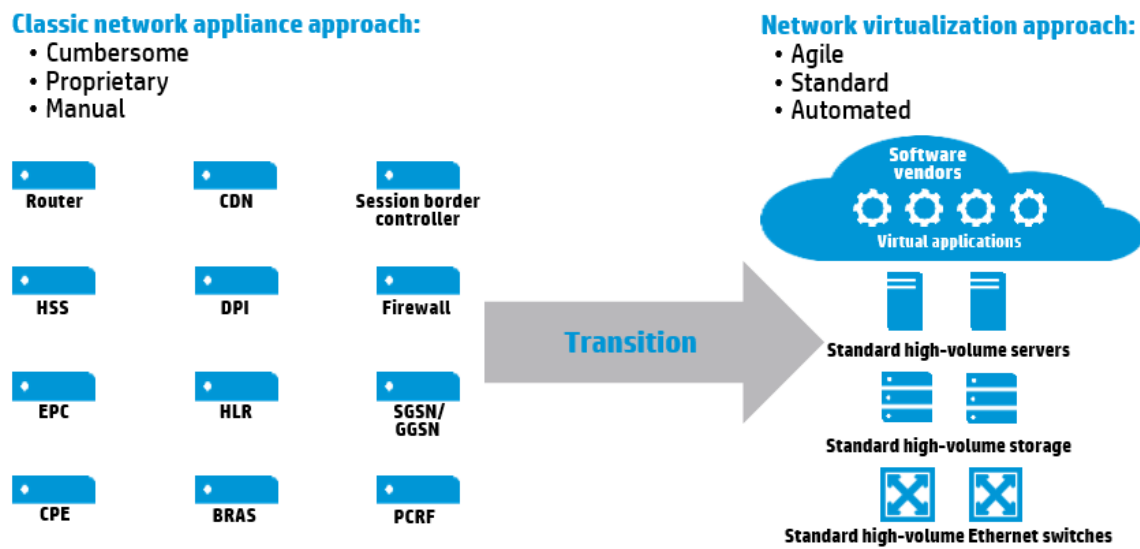 Classic network appliance approach:
• Cumbersome
• Proprietary
• Manual
Router
CDN
Session border
controller
HSS
DPI
Firewall
EPC
HLR
SGSN/
GGSN
CPE
BRAS
PCRF
Transition
Network virtualization approach:
• Agile
• Standard
• Automated
Software
vendors
Virtual applications
Standard high-volume servers
Standard high-volume storage
Standard high-volume Ethernet switches